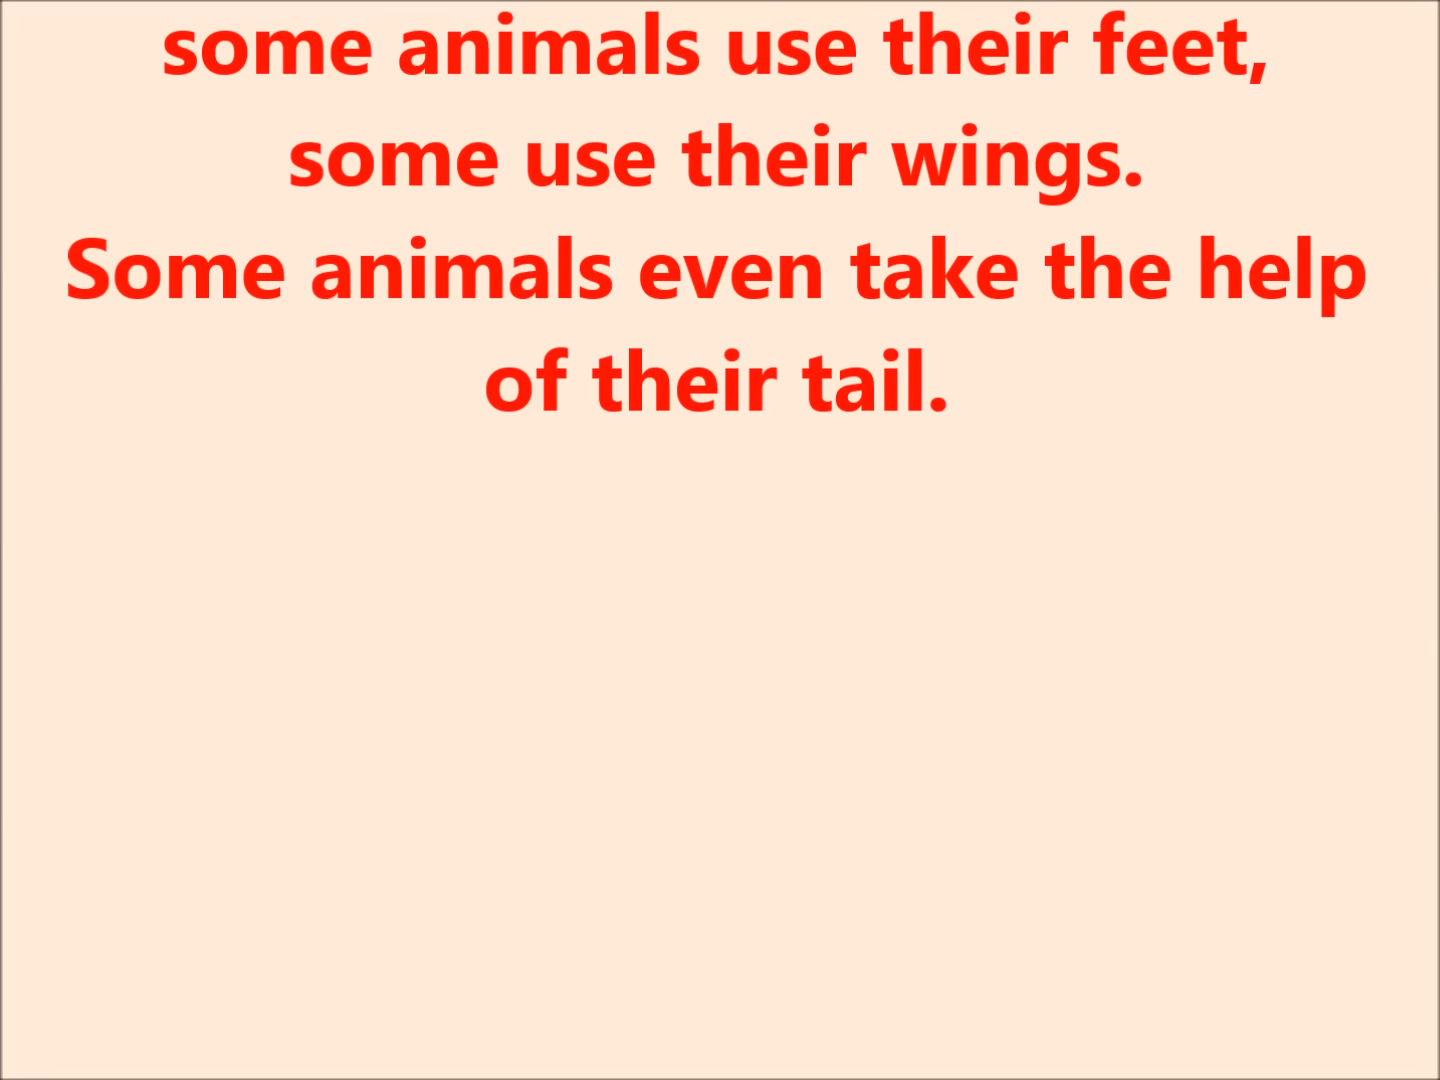 some animals use their feet,
some use their wings.
Some animals even take the help
of their tail.